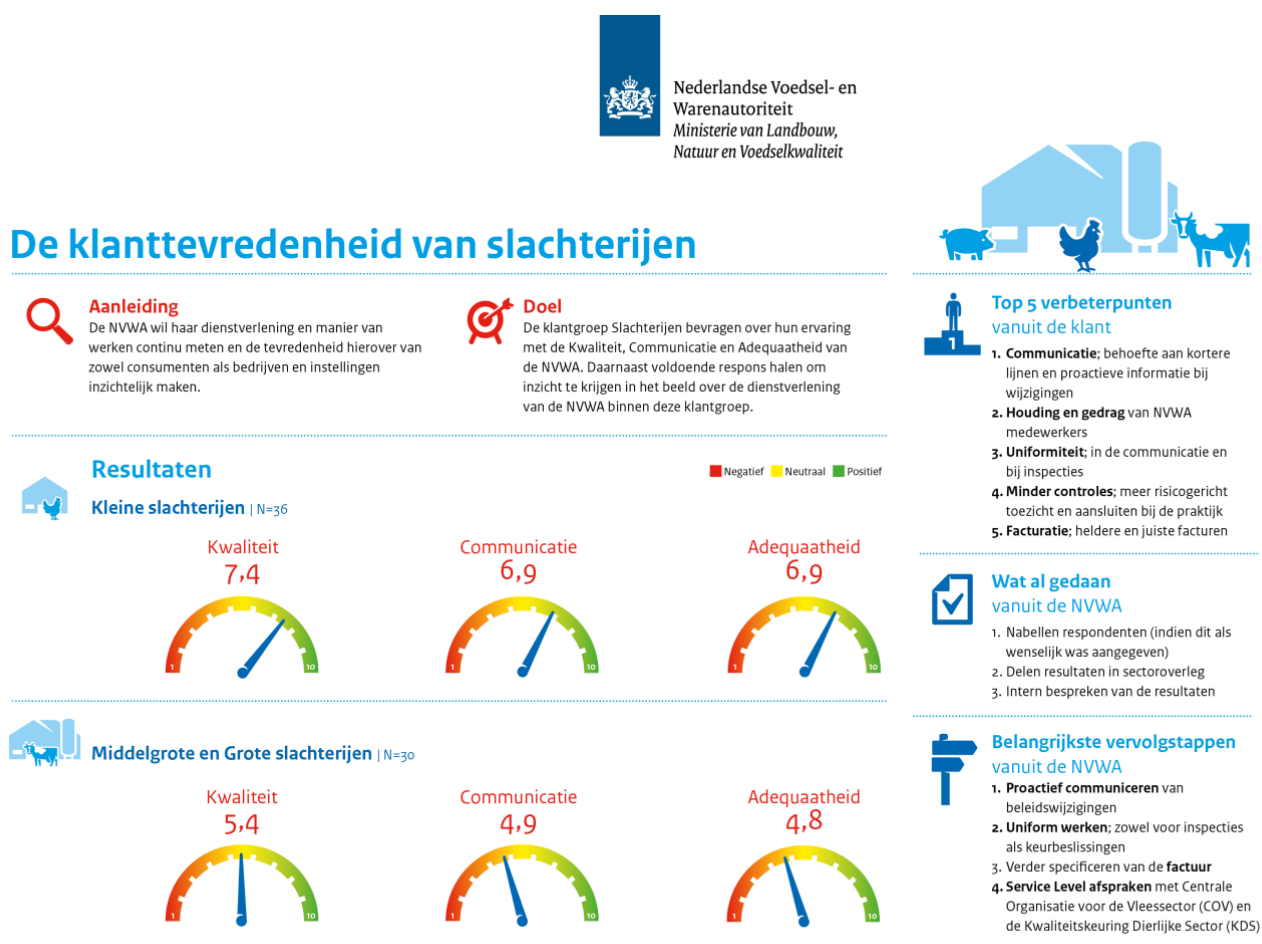 Nederlandse Voedsel- en
Warenautoriteit
Ministerie van Landbouw,
Natuur en Voedselkwaliteit
De klanttevredenheid van slachterijen
Aanleiding
De NVWA wil haar dienstverlening en manier van
werken continu meten en de tevredenheid hierover van
zowel consumenten als bedrijven en instellingen
inzichtelijk maken.
Doel
De klantgroep Slachterijen bevragen over hun ervaring
met de Kwaliteit, Communicatie en Adequaatheid van
de NVWA. Daarnaast voldoende respons halen om
inzicht te krijgen in het beeld over de dienstverlening
van de NVWA binnen deze klantgroep.
Resultaten
Negatief Neutraal Positief
Kleine slachterijen | N=36
Kwaliteit
7,4
1 10
Communicatie
6,9
1 10
Adequaatheid
6,9
1 10
Middelgrote en Grote slachterijen | N=30
Kwaliteit
5,4
1 10
Communicatie
4,9
1 10
Adequaatheid
4,8
1 10
1
Top 5 verbeterpunten
vanuit de klant
1. Communicatie; behoefte aan kortere
lijnen en proactieve informatie bij
wijzigingen
2. Houding en gedrag van NVWA
medewerkers
3. Uniformiteit; in de communicatie en
bij inspecties
4. Minder controles; meer risicogericht
toezicht en aansluiten bij de praktijk
5. Facturatie; heldere en juiste facturen
Wat al gedaan
vanuit de NVWA
1. Nabellen respondenten (indien dit als
wenselijk was aangegeven)
2. Delen resultaten in sectoroverleg
3. Intern bespreken van de resultaten
Belangrijkste vervolgstappen
vanuit de NVWA
1. Proactief communiceren van
beleidswijzigingen
2. Uniform werken; zowel voor inspecties
als keurbeslissingen
3. Verder specificeren van de factuur
4. Service Level afspraken met Centrale
Organisatie voor de Vleessector (COV) en
de Kwaliteitskeuring Dierlijke Sector (KDS)